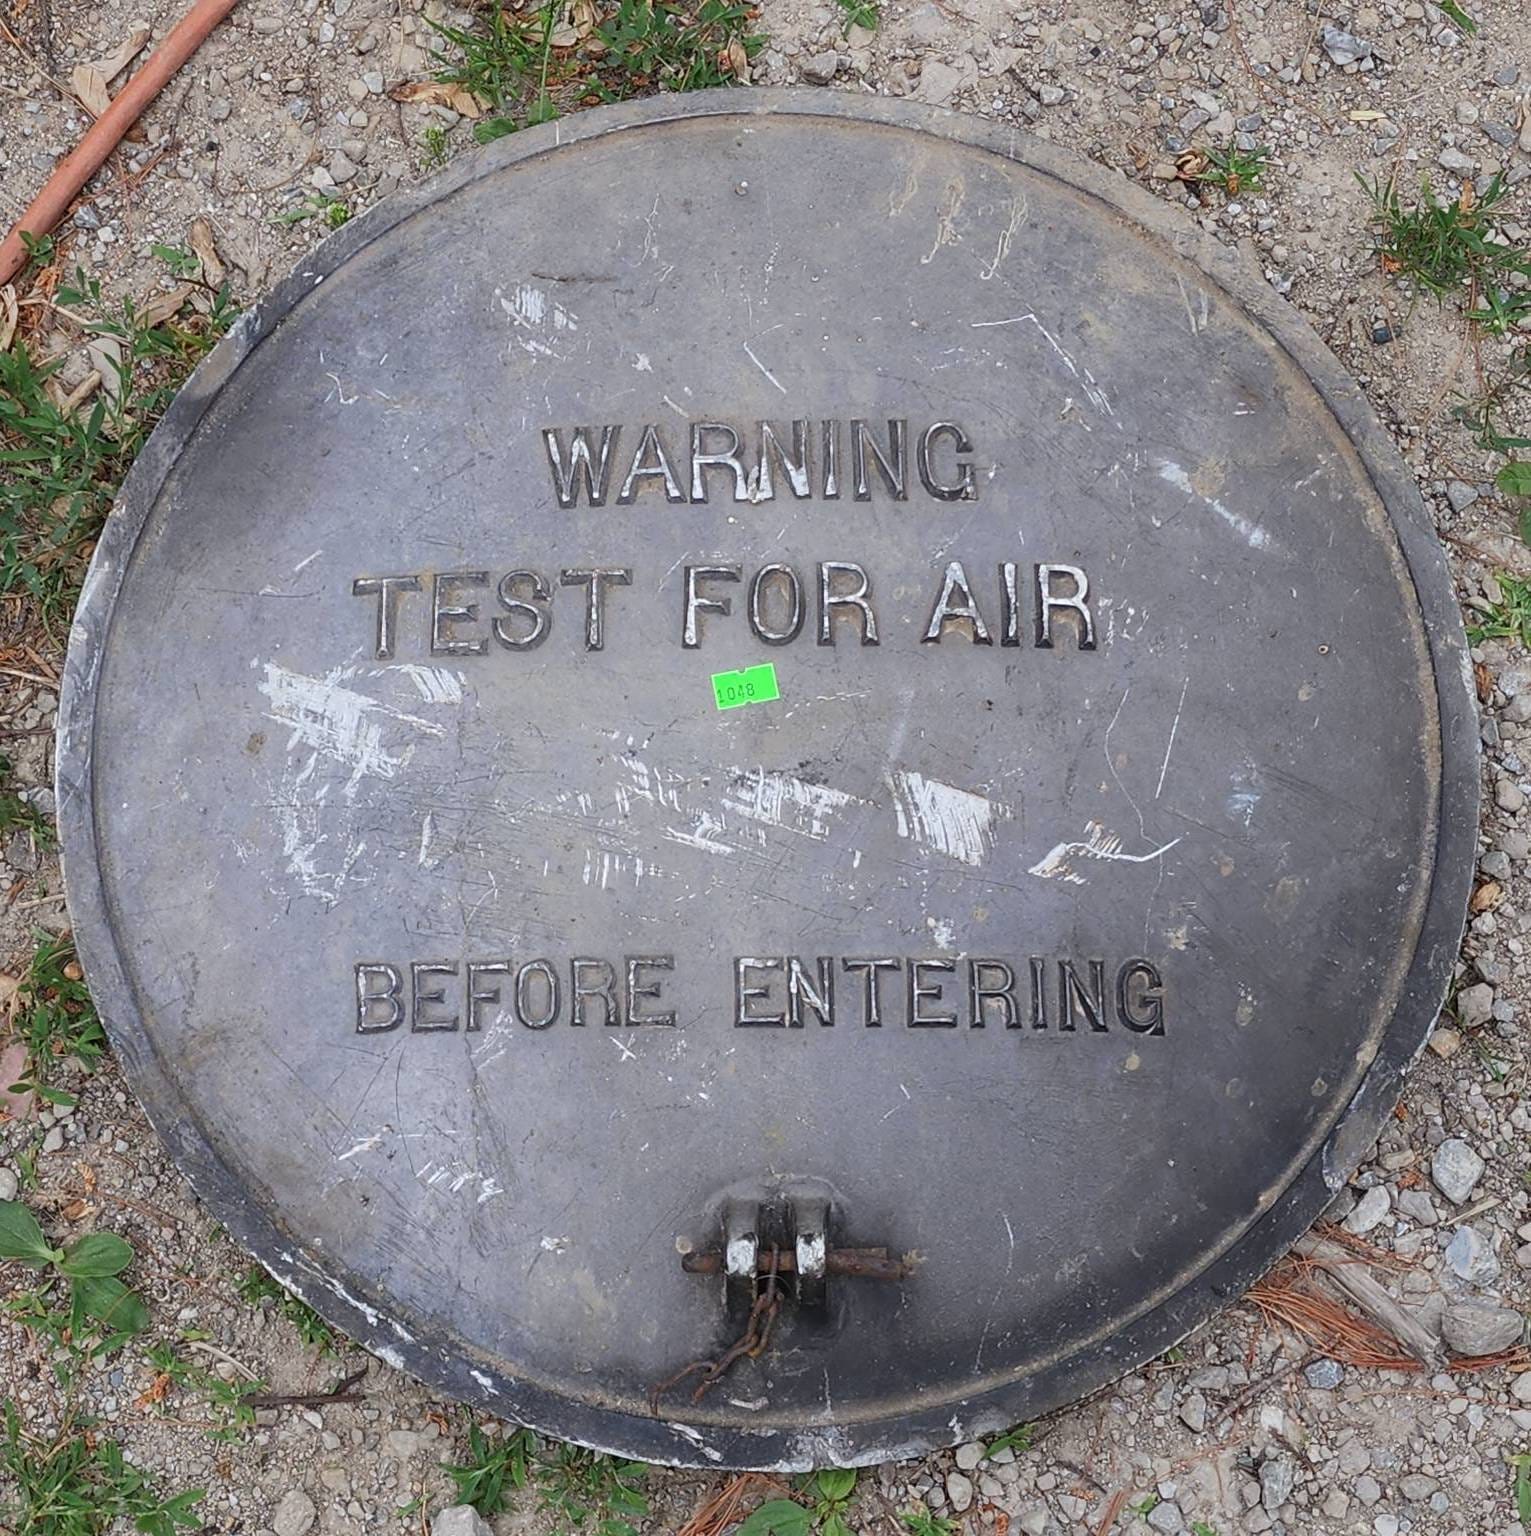 WARNING
TEST FOR AIR
1048
BEFORE ENTERING